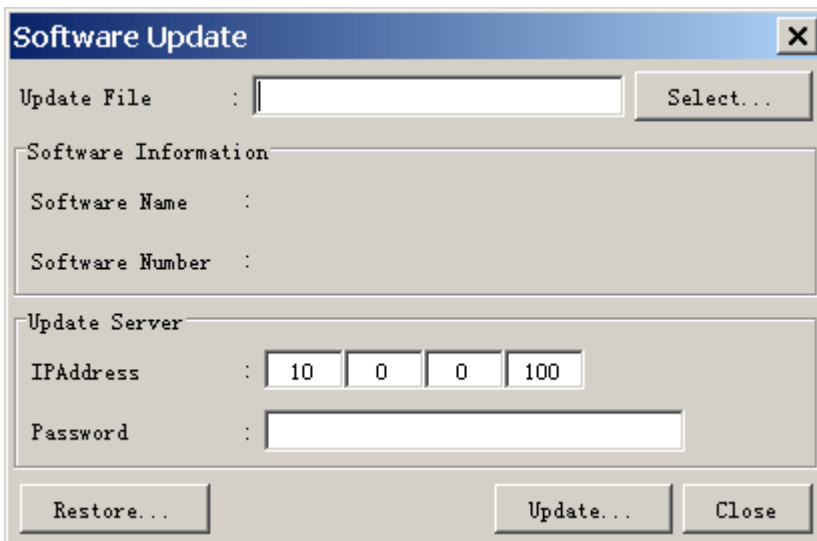 Software Update
Update File : Select...
Software Information
Software Name :
Software Number :
Update Server
IPAddress : 10 0 0 100
Password :
Restore... Update... Close